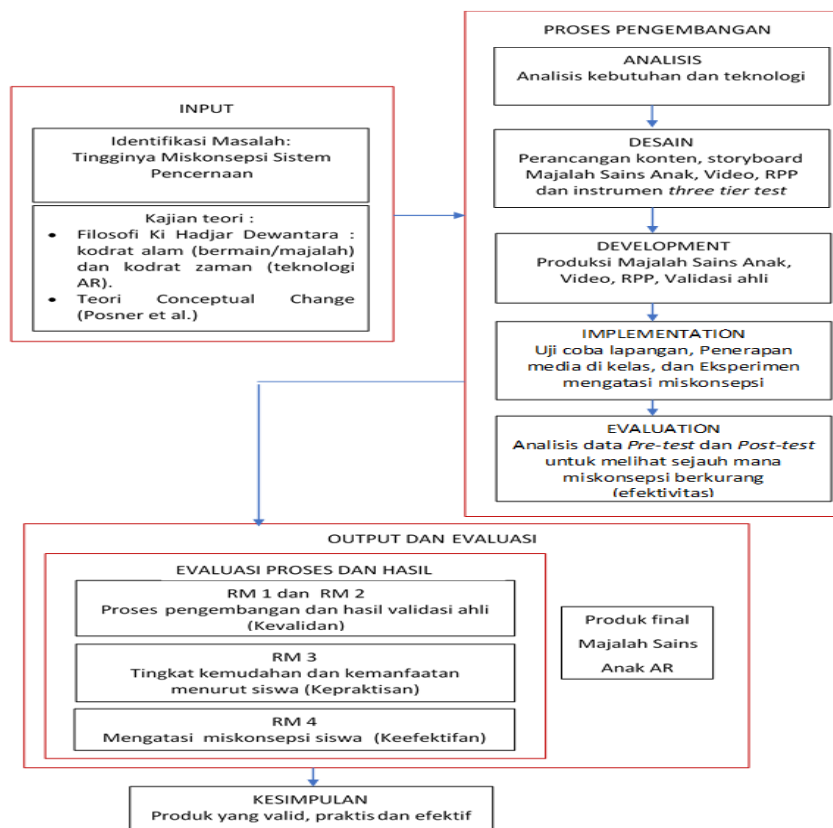 INPUT
Identifikasi Masalah:
Tingginya Miskonsepsi Sistem
Pencernaan
Kajian teori :
• Filosofi Ki Hadjar Dewantara :
kodrat alam (bermain/majalah)
dan kodrat zaman (teknologi
AR).
• Teori Conceptual Change
(Posner et al.)
PROSES PENGEMBANGAN
ANALISIS
Analisis kebutuhan dan teknologi
DESAIN
Perancangan konten, storyboard
Majalah Sains Anak, Video, RPP
dan instrumen three tier test
DEVELOPMENT
Produksi Majalah Sains Anak,
Video, RPP, Validasi ahli
IMPLEMENTATION
Uji coba lapangan, Penerapan
media di kelas, dan Eksperimen
mengatasi miskonsepsi
EVALUATION
Analisis data Pre-test dan Post-test
untuk melihat sejauh mana
miskonsepsi berkurang
(efektivitas)
OUTPUT DAN EVALUASI
EVALUASI PROSES DAN HASIL
RM 1 dan RM 2
Proses pengembangan dan hasil validasi ahli
(Kevalidan)
RM 3
Tingkat kemudahan dan kemanfaatan
menurut siswa (Kepraktisan)
RM 4
Mengatasi miskonsepsi siswa (Keefektifan)
Produk final
Majalah Sains
Anak AR
KESIMPULAN
Produk yang valid, praktis dan efektif